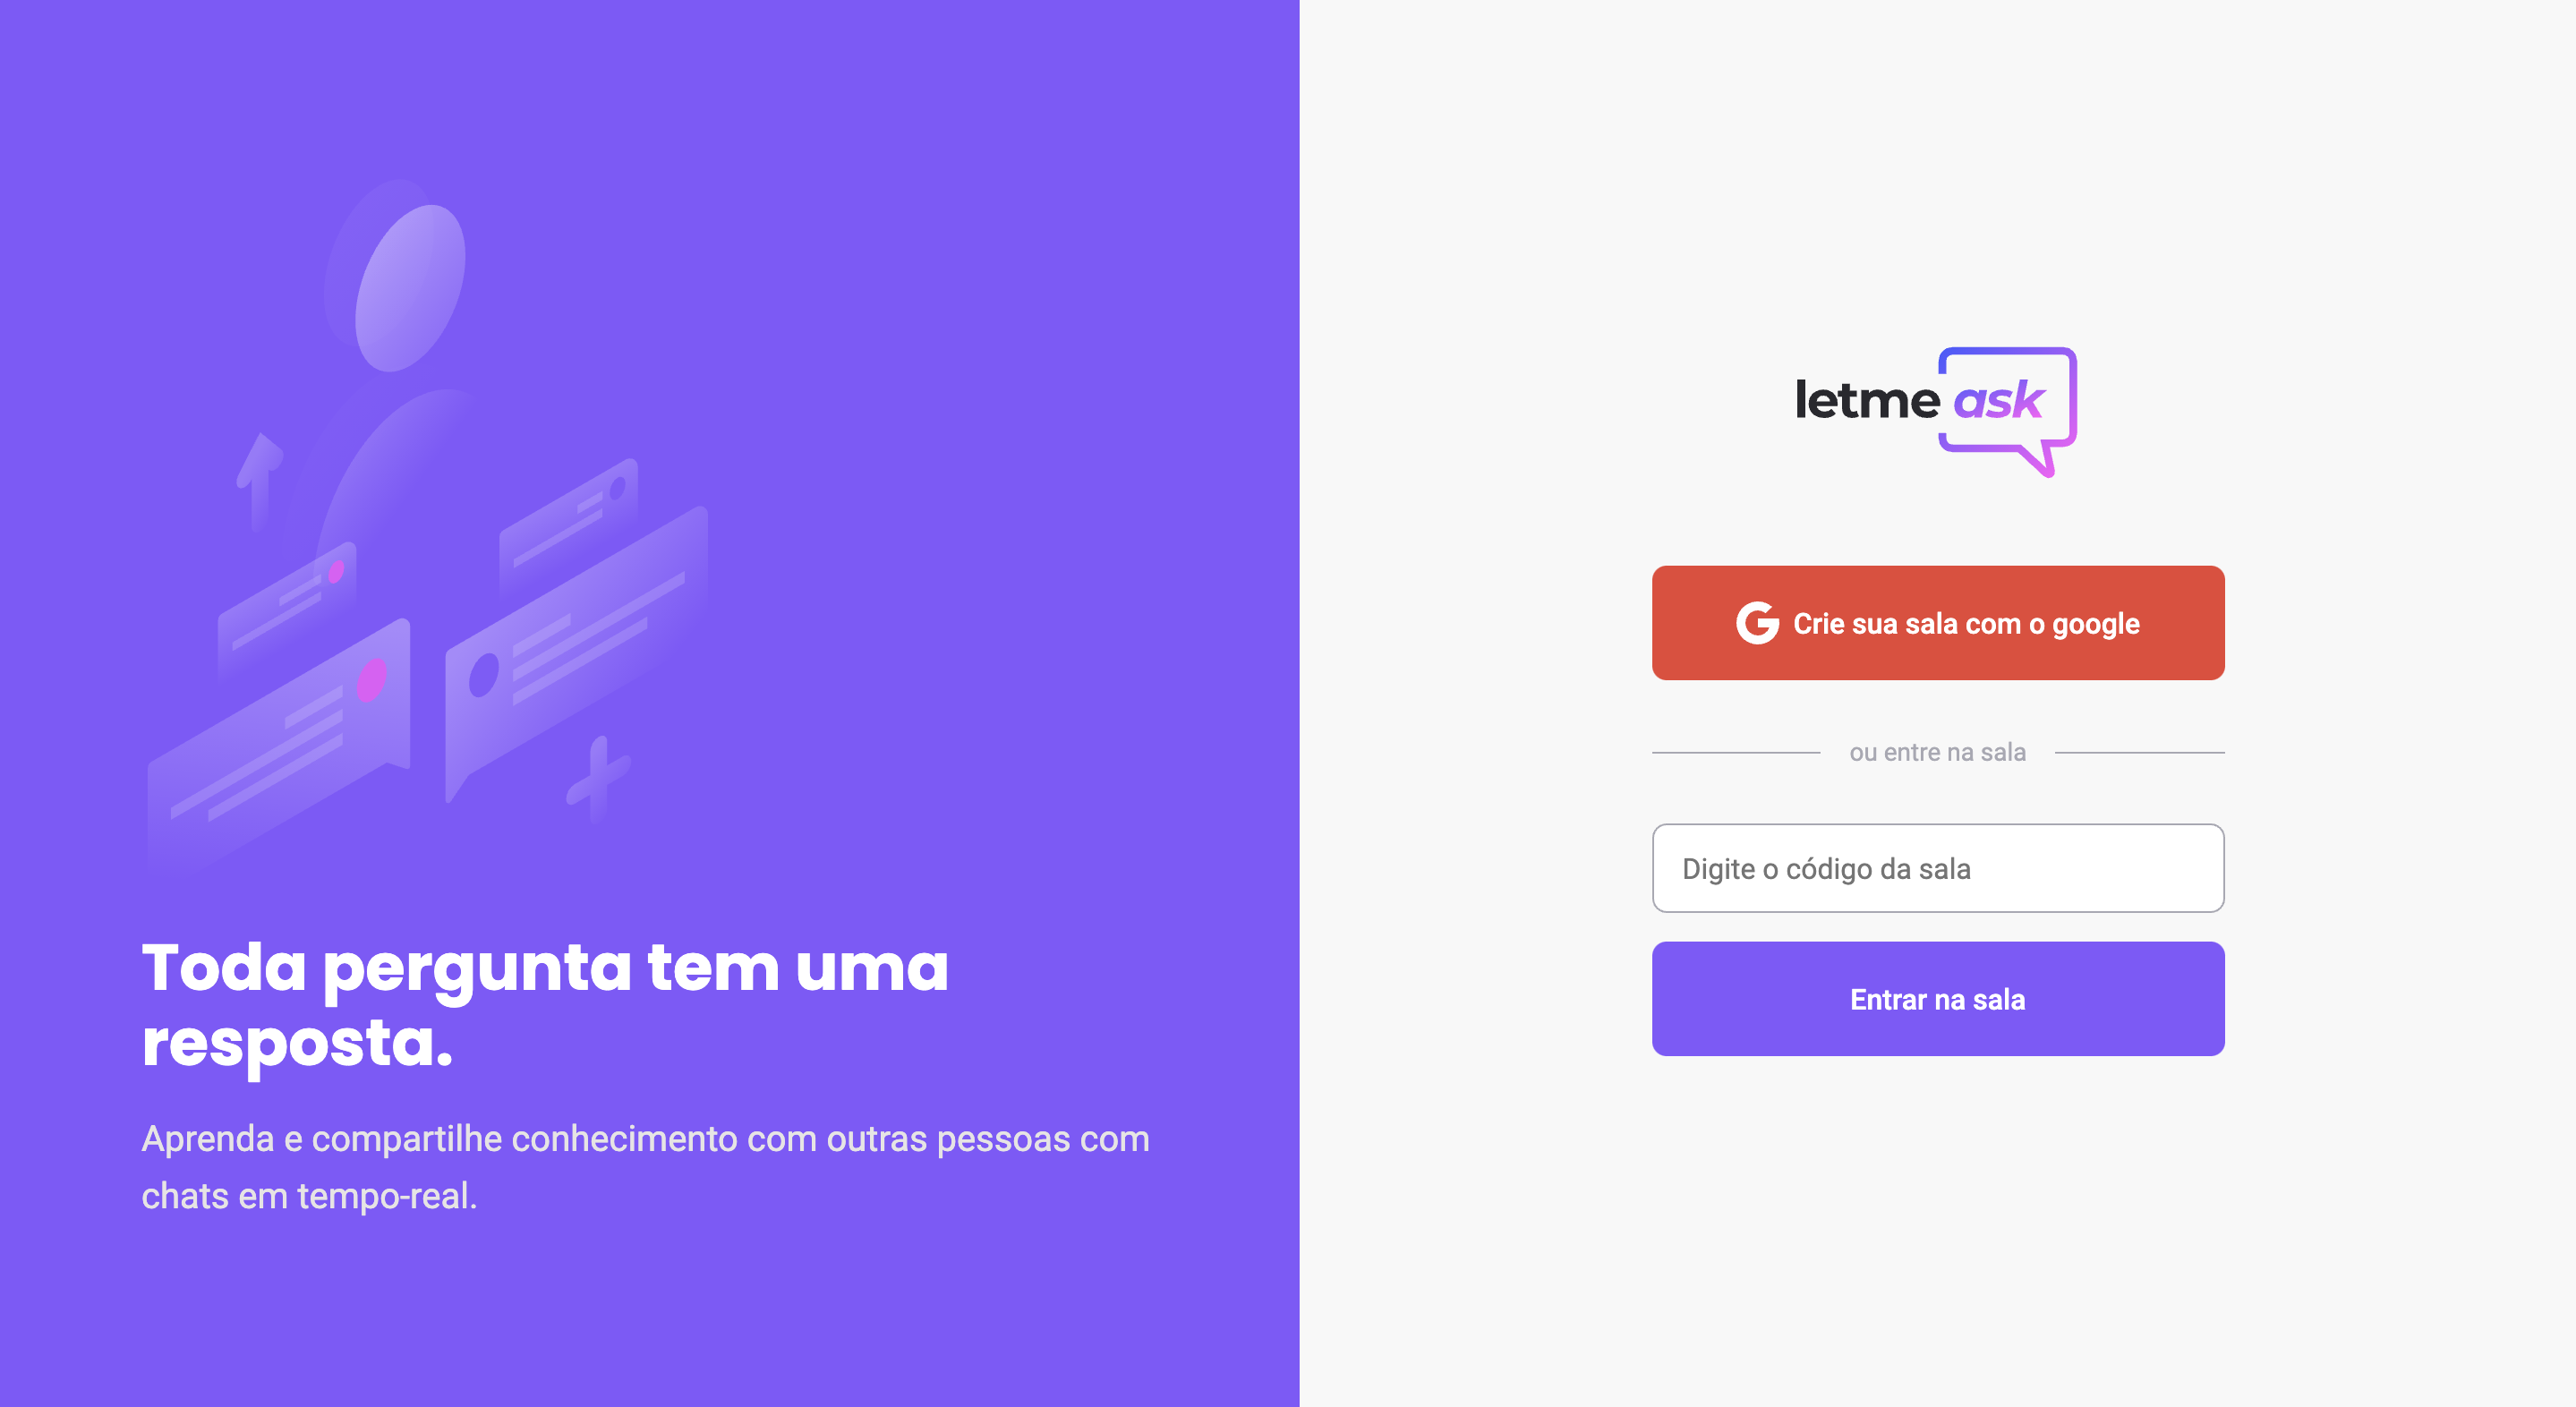 Toda pergunta tem uma
resposta.
Aprenda e compartilhe conhecimento com outras pessoas com
chats em tempo-real.
letme ask
Crie sua sala com o google
ou entre na sala
Digite o código da sala
Entrar na sala